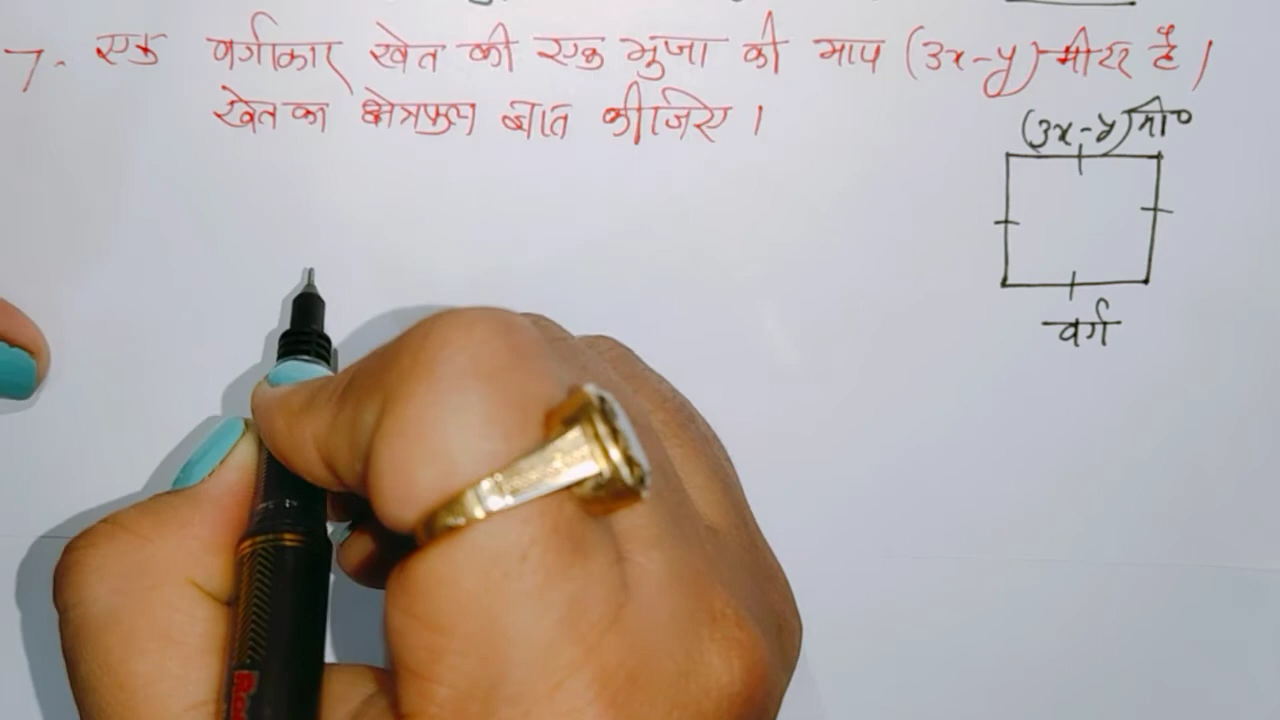 7. एक वर्गाकार खेत की एक भुजा की माप (3x-y) मीटर है।
खेत का क्षेत्रफल ज्ञात कीजिए।
(3x-y)मी०
वर्ग